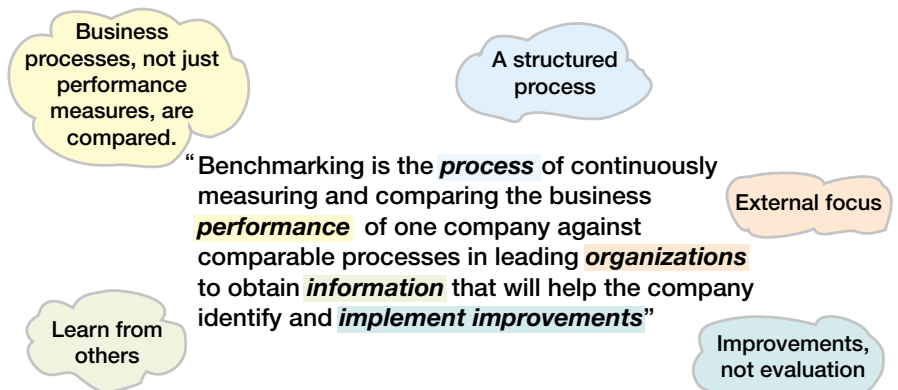 Business
processes, not just
performance
measures, are
compared.
A structured
process
“Benchmarking is the process of continuously
measuring and comparing the business
performance of one company against
comparable processes in leading organizations
to obtain information that will help the company
identify and implement improvements”
External focus
Learn from
others
Improvements,
not evaluation